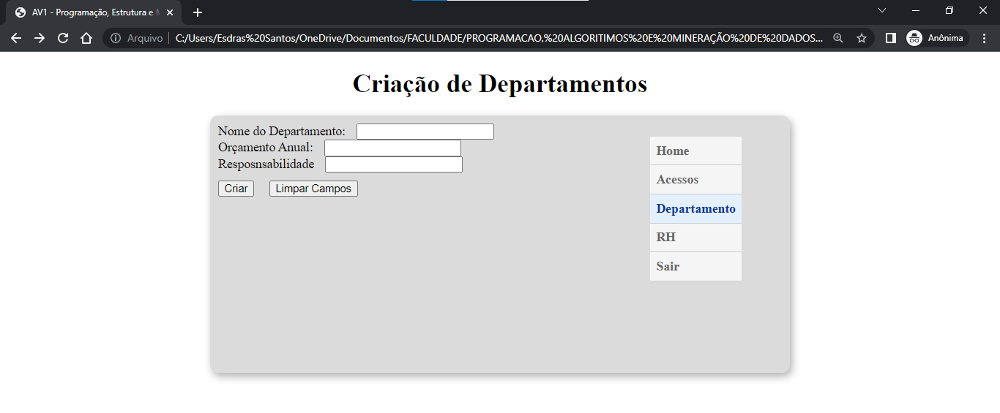 AV1 - Programação, Estrutura e
Arquivo
C:/Users/Esdras%20Santos/OneDrive/Documentos/FACULDADE/PROGRAMACAO,%20ALGORITIMOS%20E%20MINERAÇÃO%20DE%20DADOS...
Anônima
Criação de Departamentos
Nome do Departamento:
Orçamento Anual:
Resposnsabilidade
Criar Limpar Campos
Home
Acessos
Departamento
RH
Sair